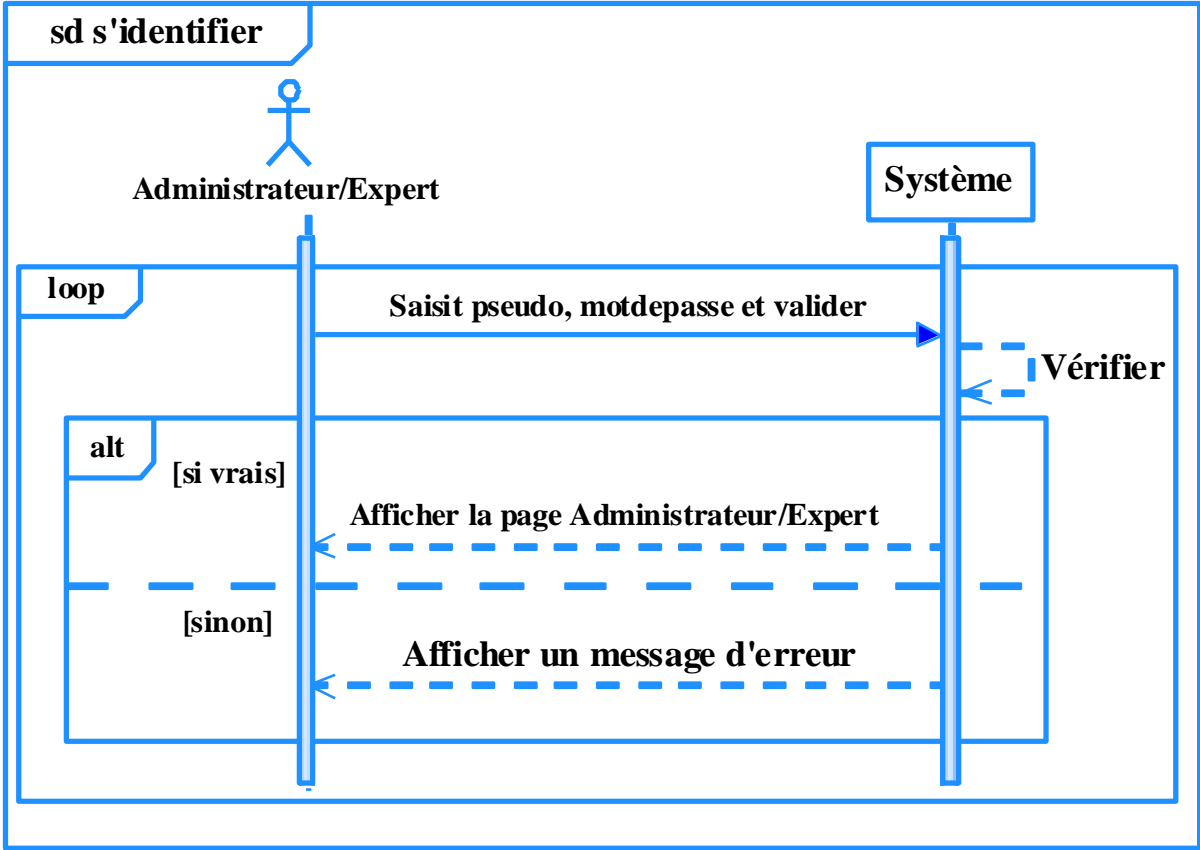 sd s'identifier
Administrateur/Expert
Système
loop
Saisit pseudo, motdepasse et valider
Vérifier
alt
[si vrais]
Afficher la page Administrateur/Expert
[sinon]
Afficher un message d'erreur